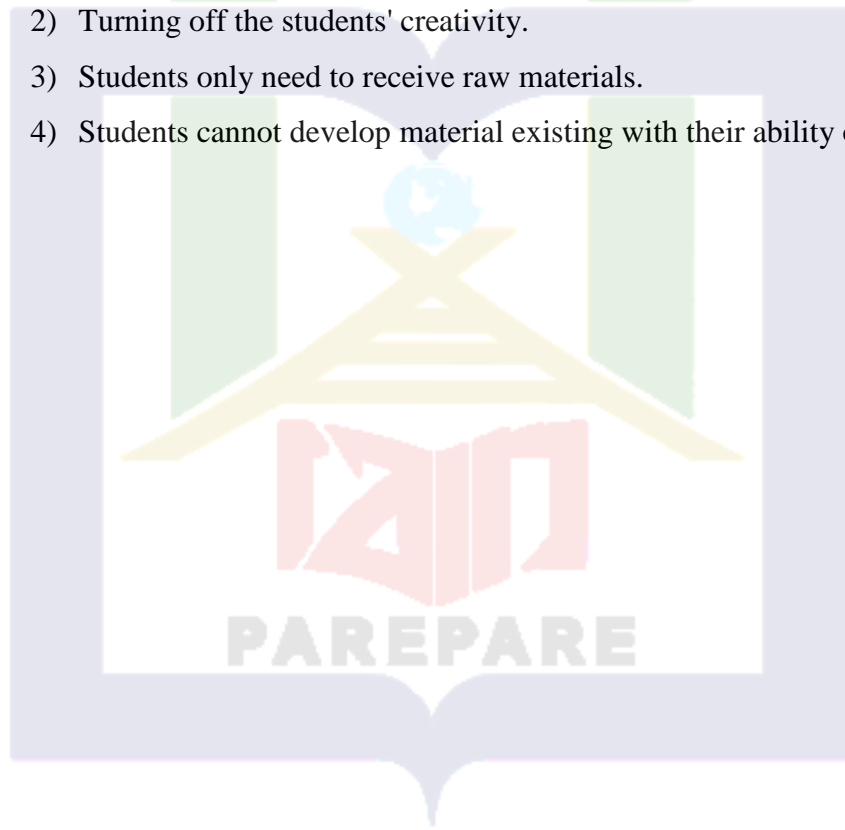 2) Turning off the students' creativity.
3) Students only need to receive raw materials.
4) Students cannot develop material existing with their ability
iain
PAREPARE